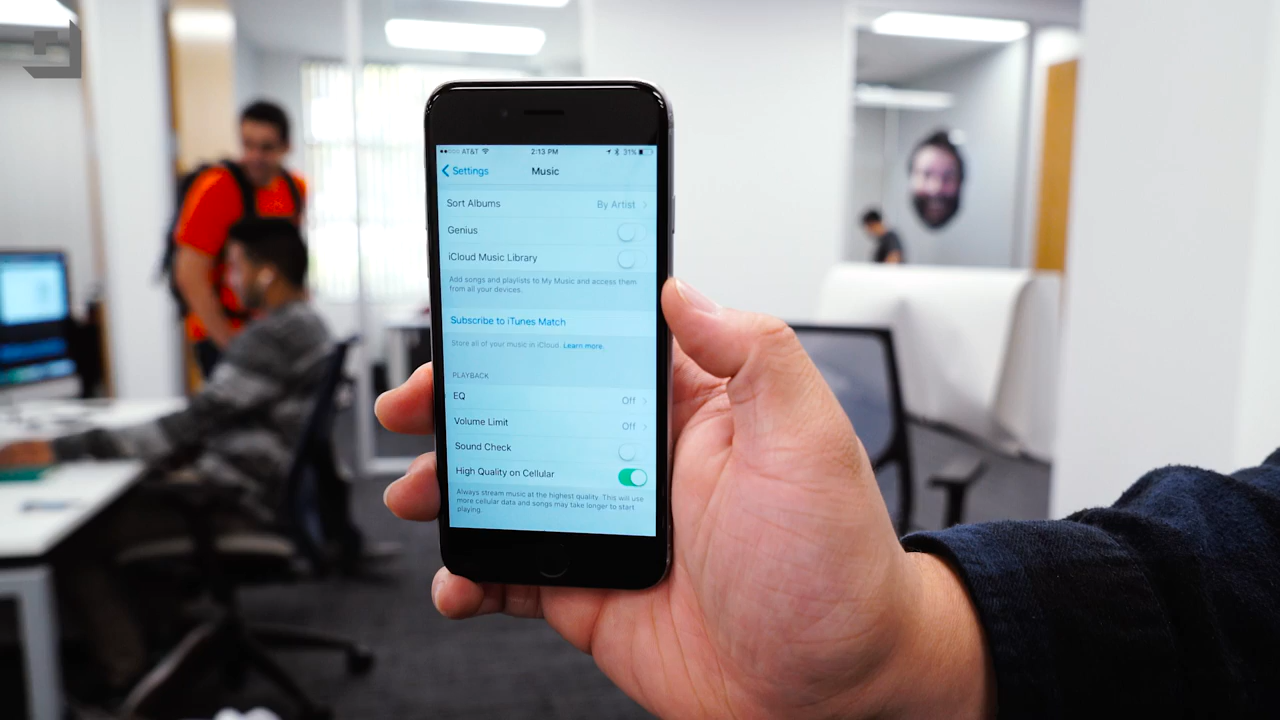 AT&T 2:13 PM 31%
Settings Music
Sort Albums By Artist
Genius
iCloud Music Library
Add songs and playlists to My Music and access them
from all your devices.
Subscribe to iTunes Match
Store all of your music in iCloud. Learn more.
PLAYBACK
EQ Off
Volume Limit Off
Sound Check
High Quality on Cellular
Always stream music at the highest quality. This will use
more cellular data and songs may take longer to start
playing.